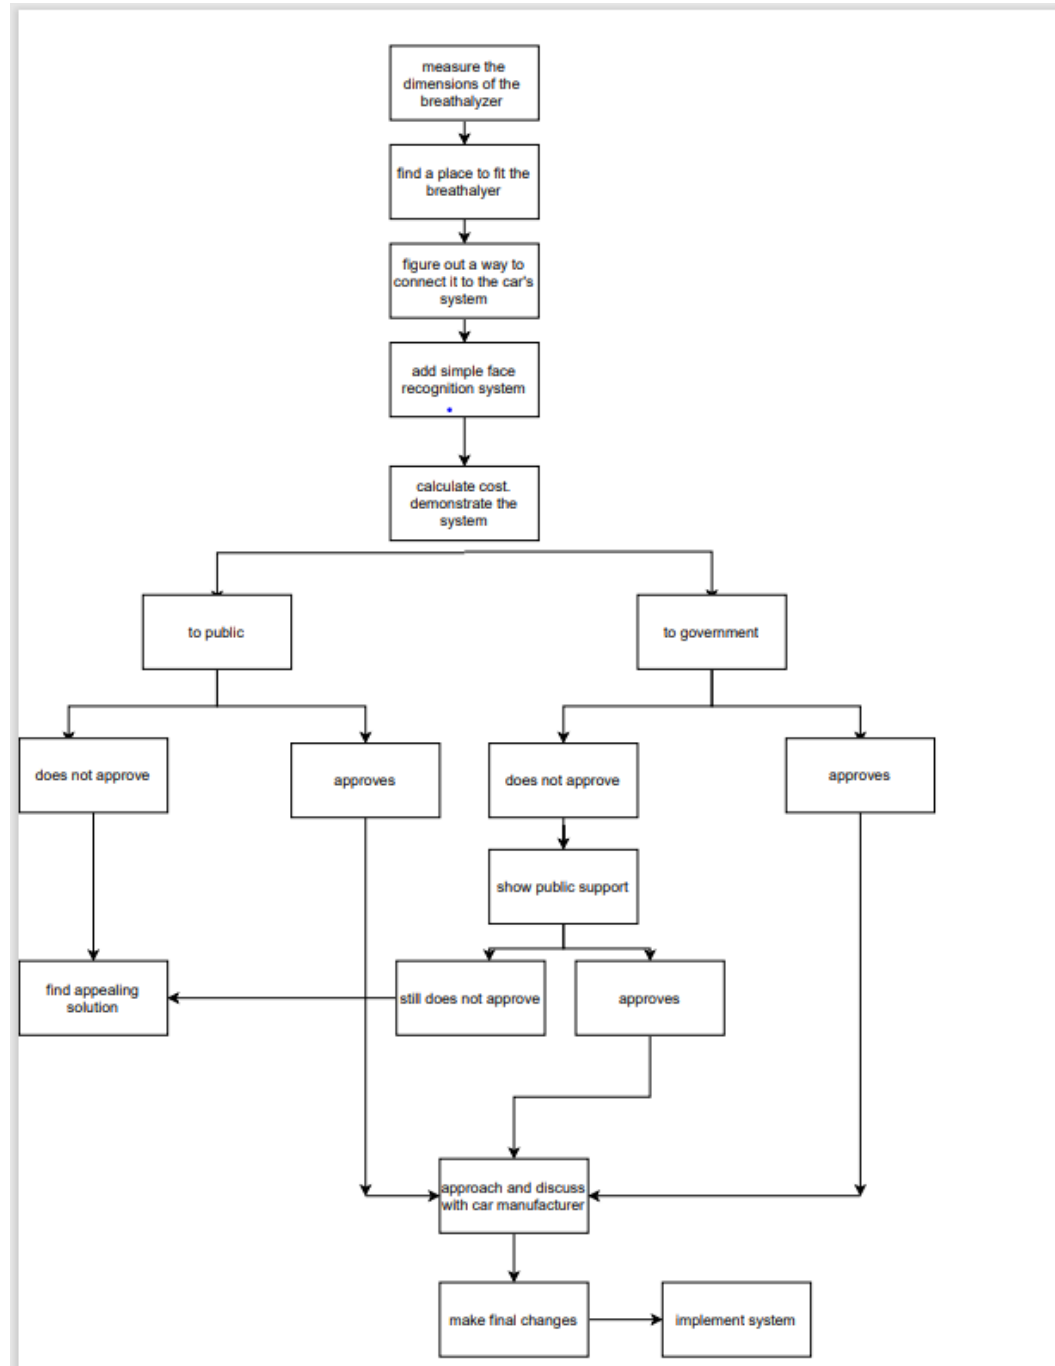 measure the
dimensions of the
breathalyzer
find a place to fit the
breathalyer
figure out a way to
connect it to the car's
system
add simple face
recognition system
calculate cost.
demonstrate the
system
to public
to government
does not approve
approves
does not approve
approves
show public support
find appealing
solution
still does not approve
approves
approach and discuss
with car manufacturer
make final changes
implement system